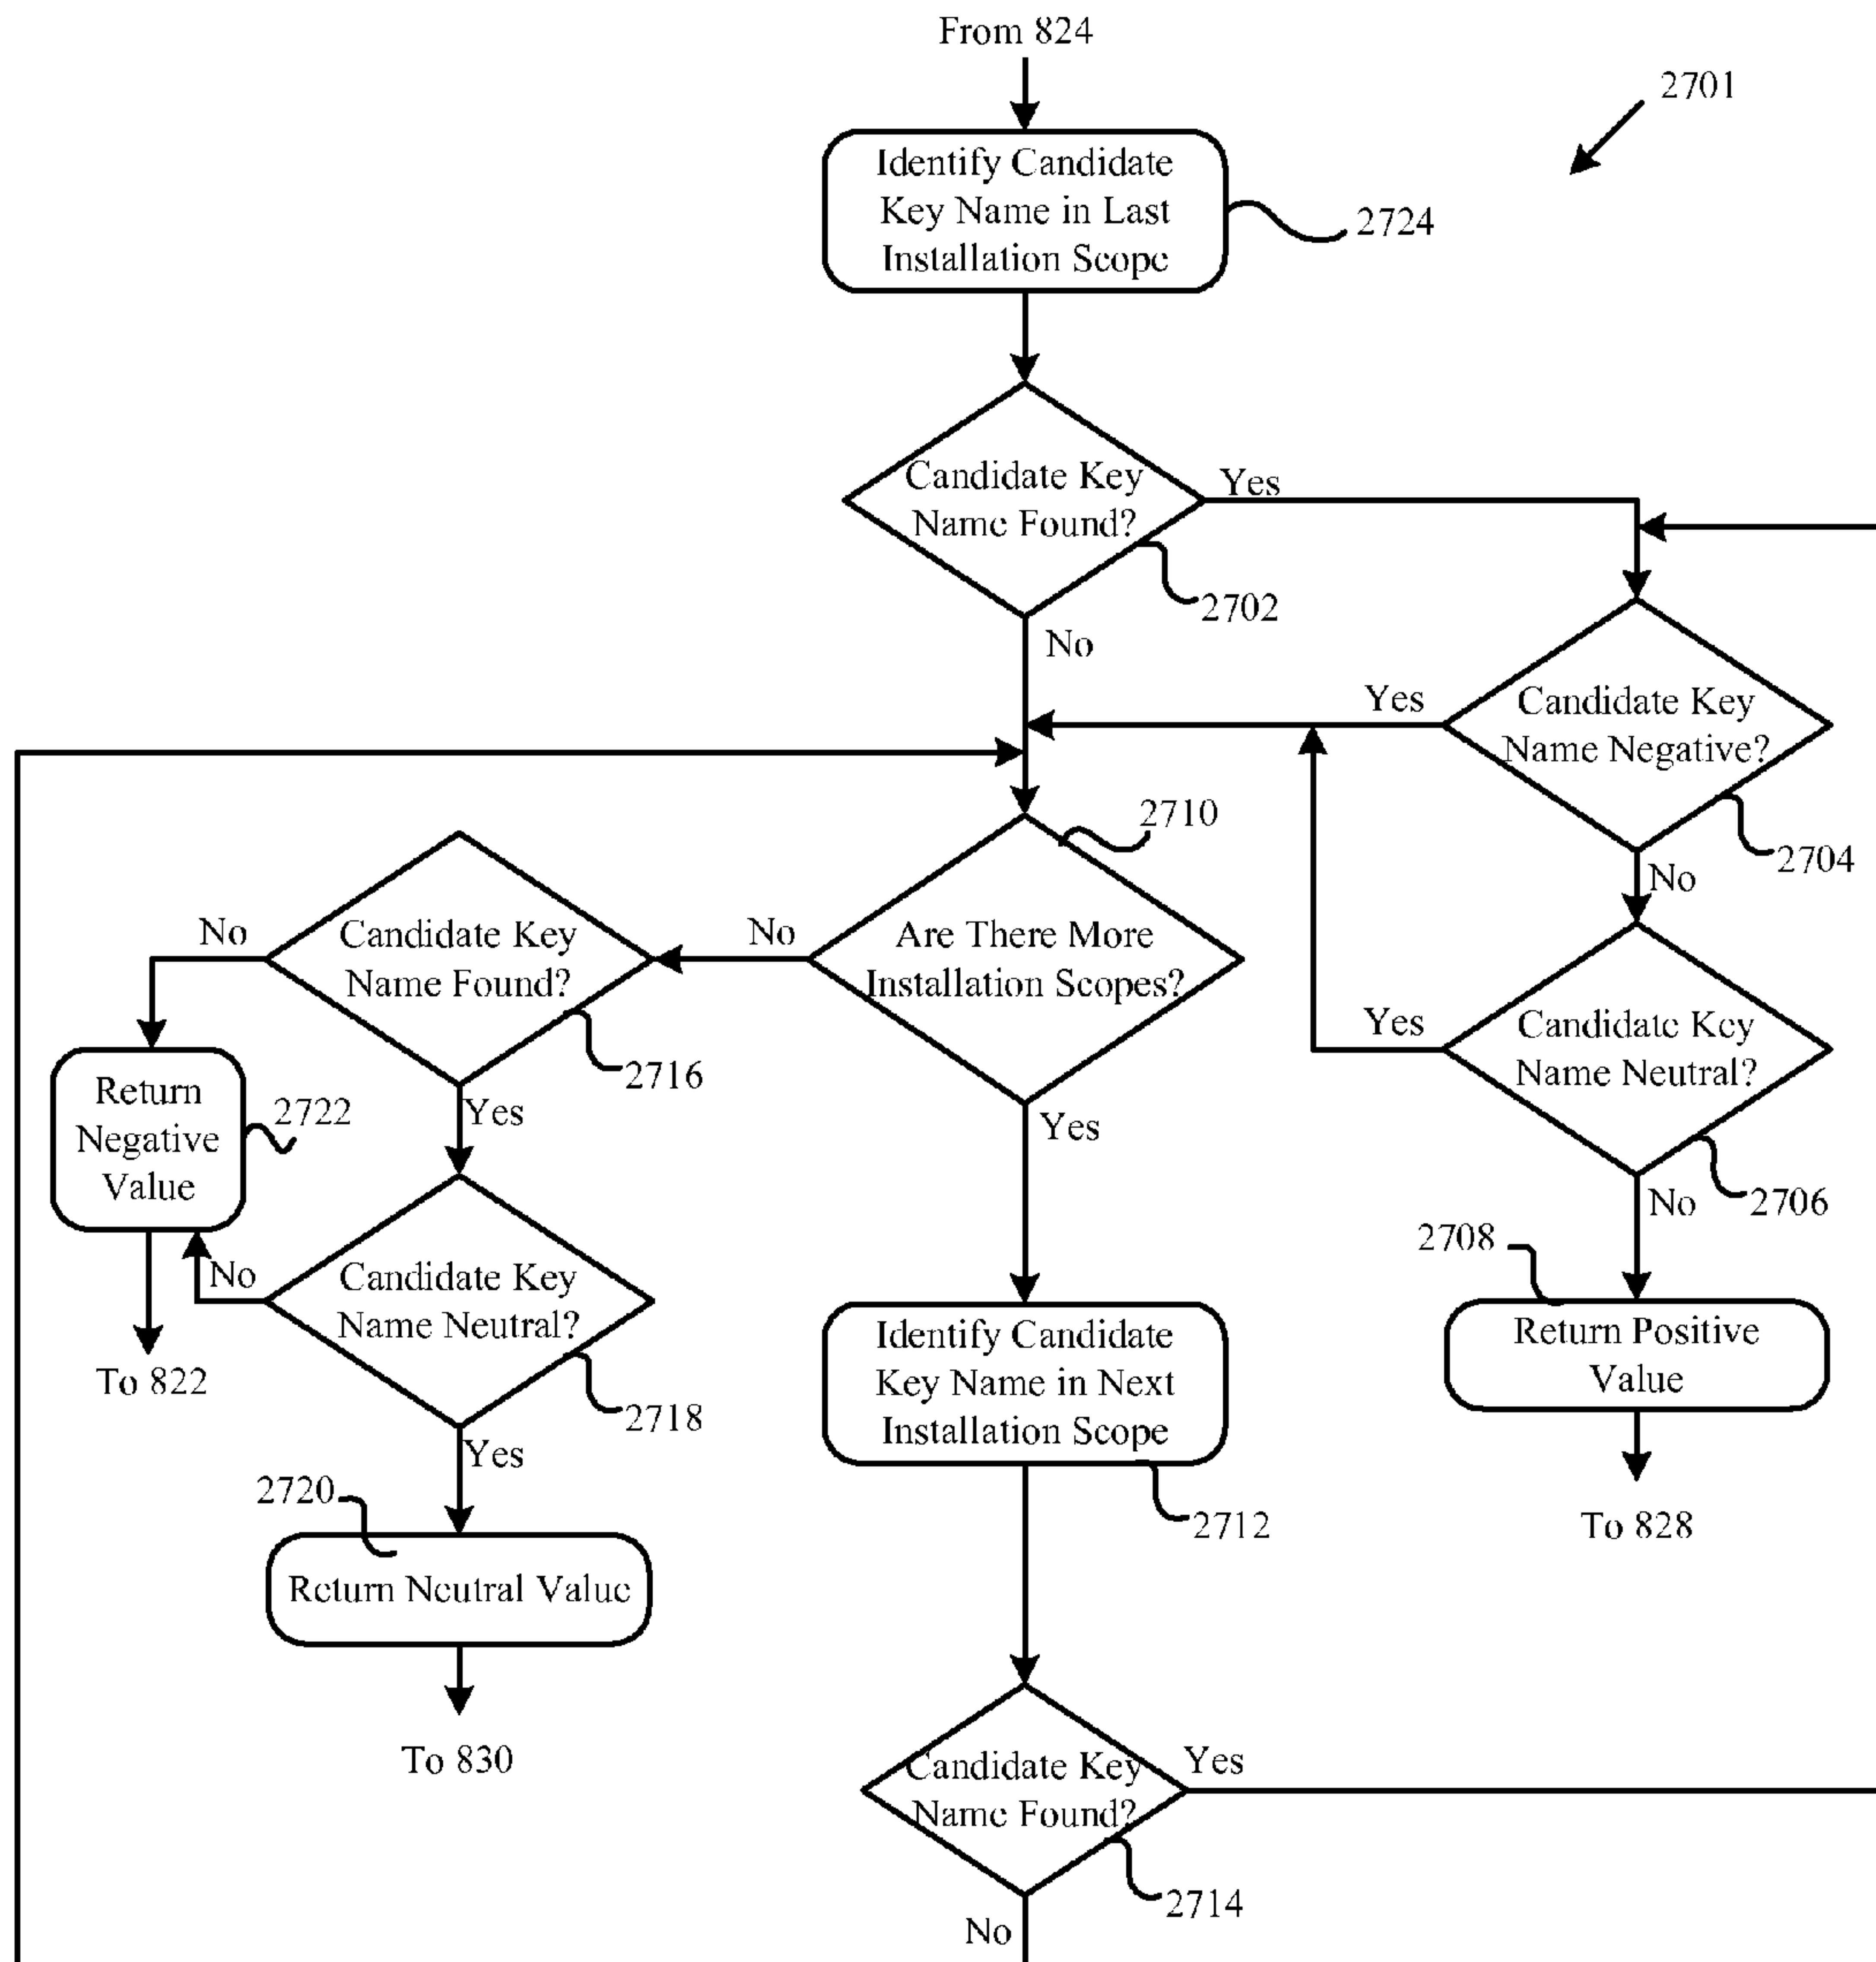 From 824
2701
Identify Candidate
Key Name in Last
Installation Scope
2724
Candidate Key
Name Found?
Yes
2702
No
Candidate Key
Name Negative?
Yes
2704
No
2710
Are There More
Installation Scopes?
No
Candidate Key
Name Found?
No
2716
Yes
Candidate Key
Name Neutral?
Yes
2706
No
Return
Negative
Value
2722
To 822
Yes
2708
Return Positive
Value
To 828
Candidate Key
Name Neutral?
No
2718
Yes
Identify Candidate
Key Name in Next
Installation Scope
2712
2720
Return Neutral Value
To 830
Candidate Key
Name Found?
Yes
2714
No